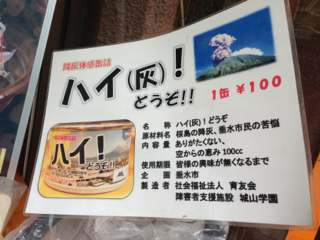 降灰体感缶詰
ハイ(灰)!
どうぞ!!
1缶 ¥100
名 称 ハイ(灰)!どうぞ
原材料名 桜島の降灰、垂水市民の苦悩
内 容 量 ありがたくない、
空からの恵み 100cc
使用期限 皆様の興味が無くなるまで
企 画 垂水市
製 造 者 社会福祉法人 育友会
障害者支援施設 城山学園
ハイ!
どうぞ!!